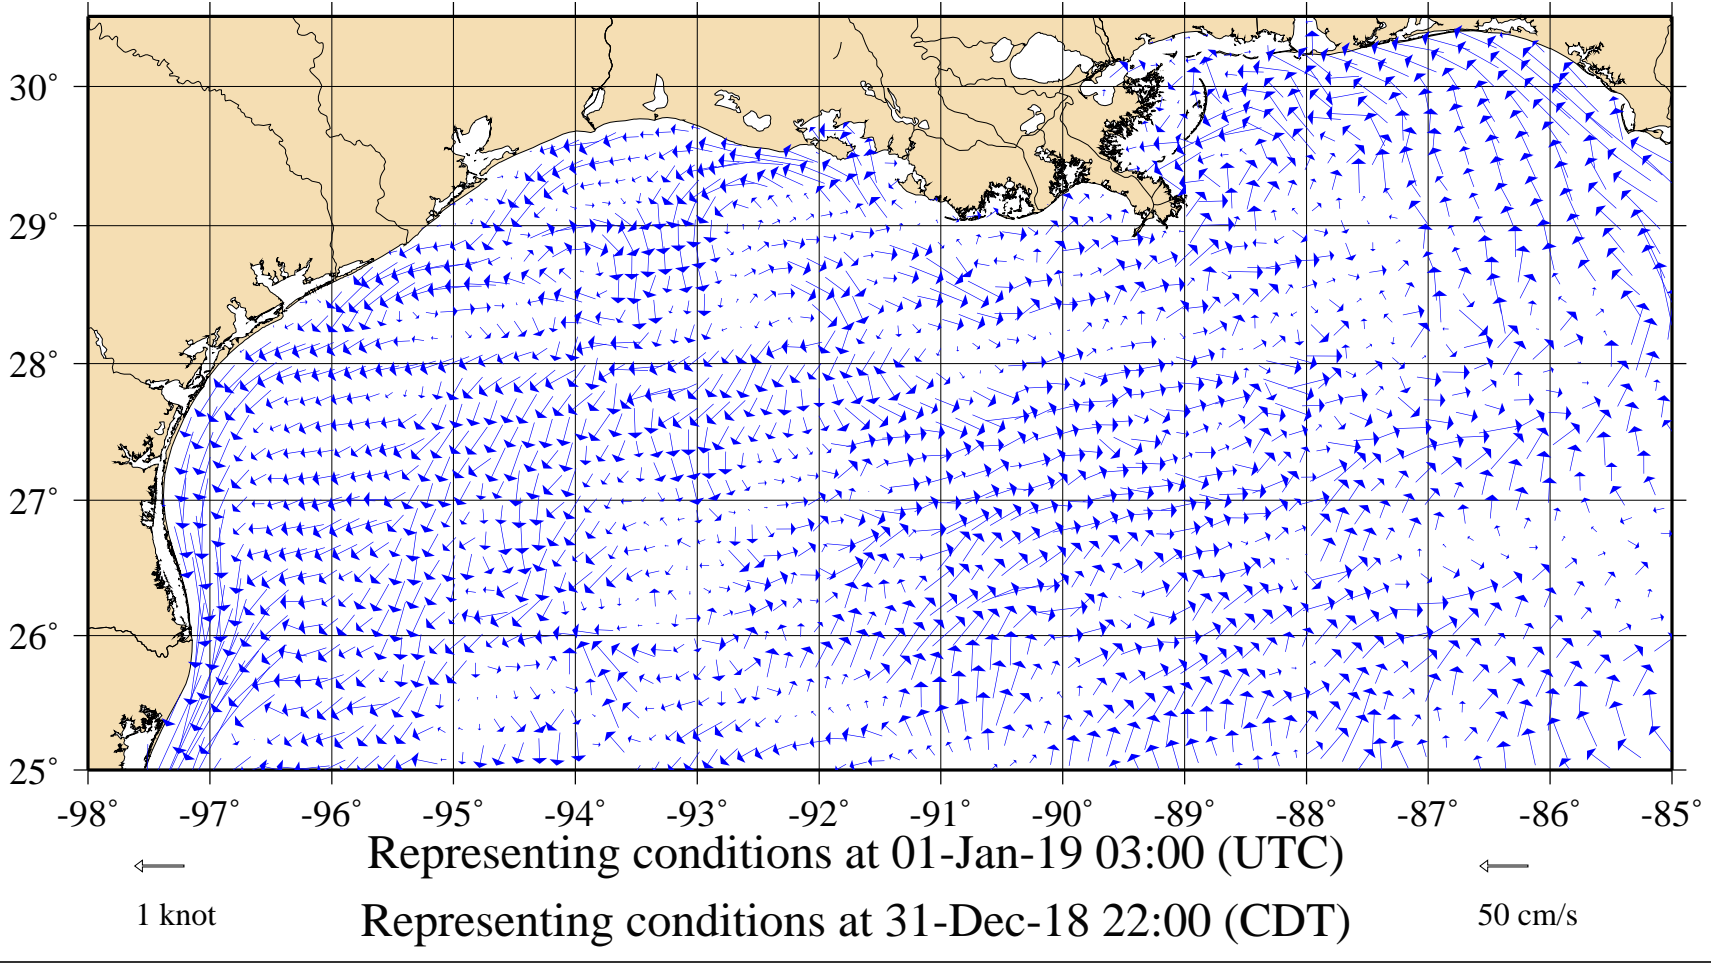 30°
29°
28°
27°
26°
25°
-98° -97° -96° -95° -94° -93° -92° -91° -90° -89° -88° -87° -86° -85°
Representing conditions at 01-Jan-19 03:00 (UTC)
1 knot Representing conditions at 31-Dec-18 22:00 (CDT) 50 cm/s